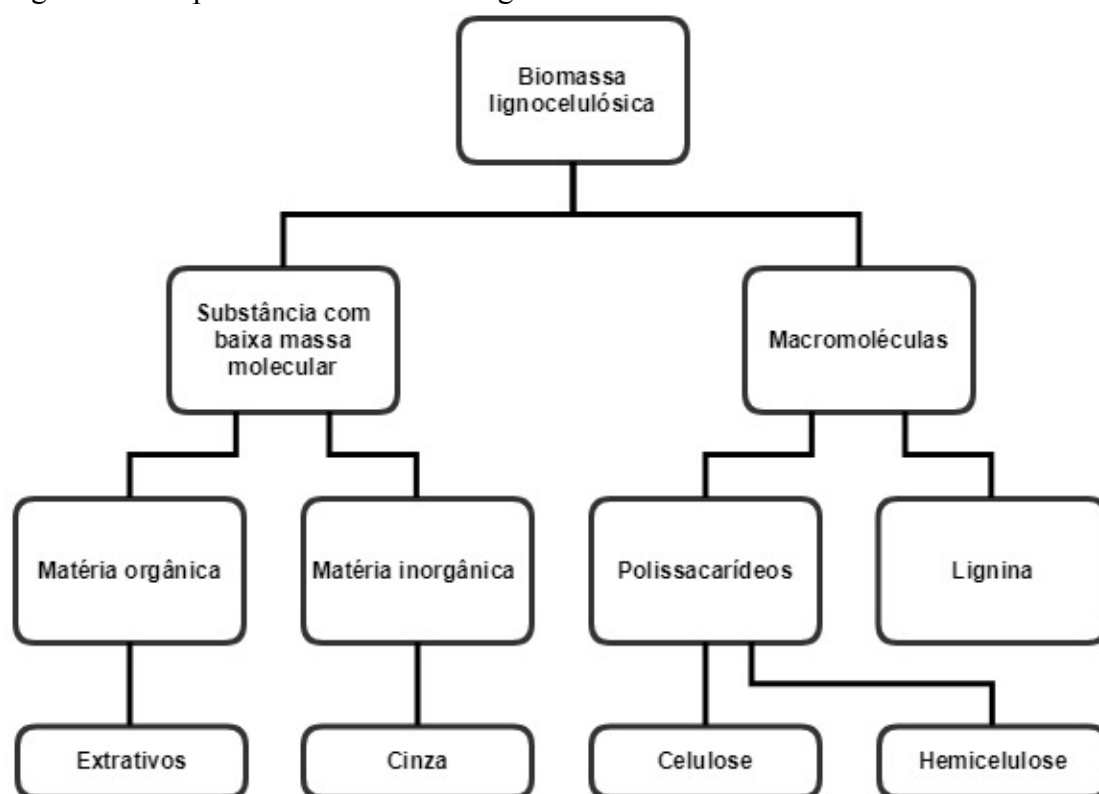 Biomassa
lignocelulósica
Substância com
baixa massa
molecular
Macromoléculas
Matéria orgânica
Matéria inorgânica
Polissacarídeos
Lignina
Extrativos
Cinza
Celulose
Hemicelulose